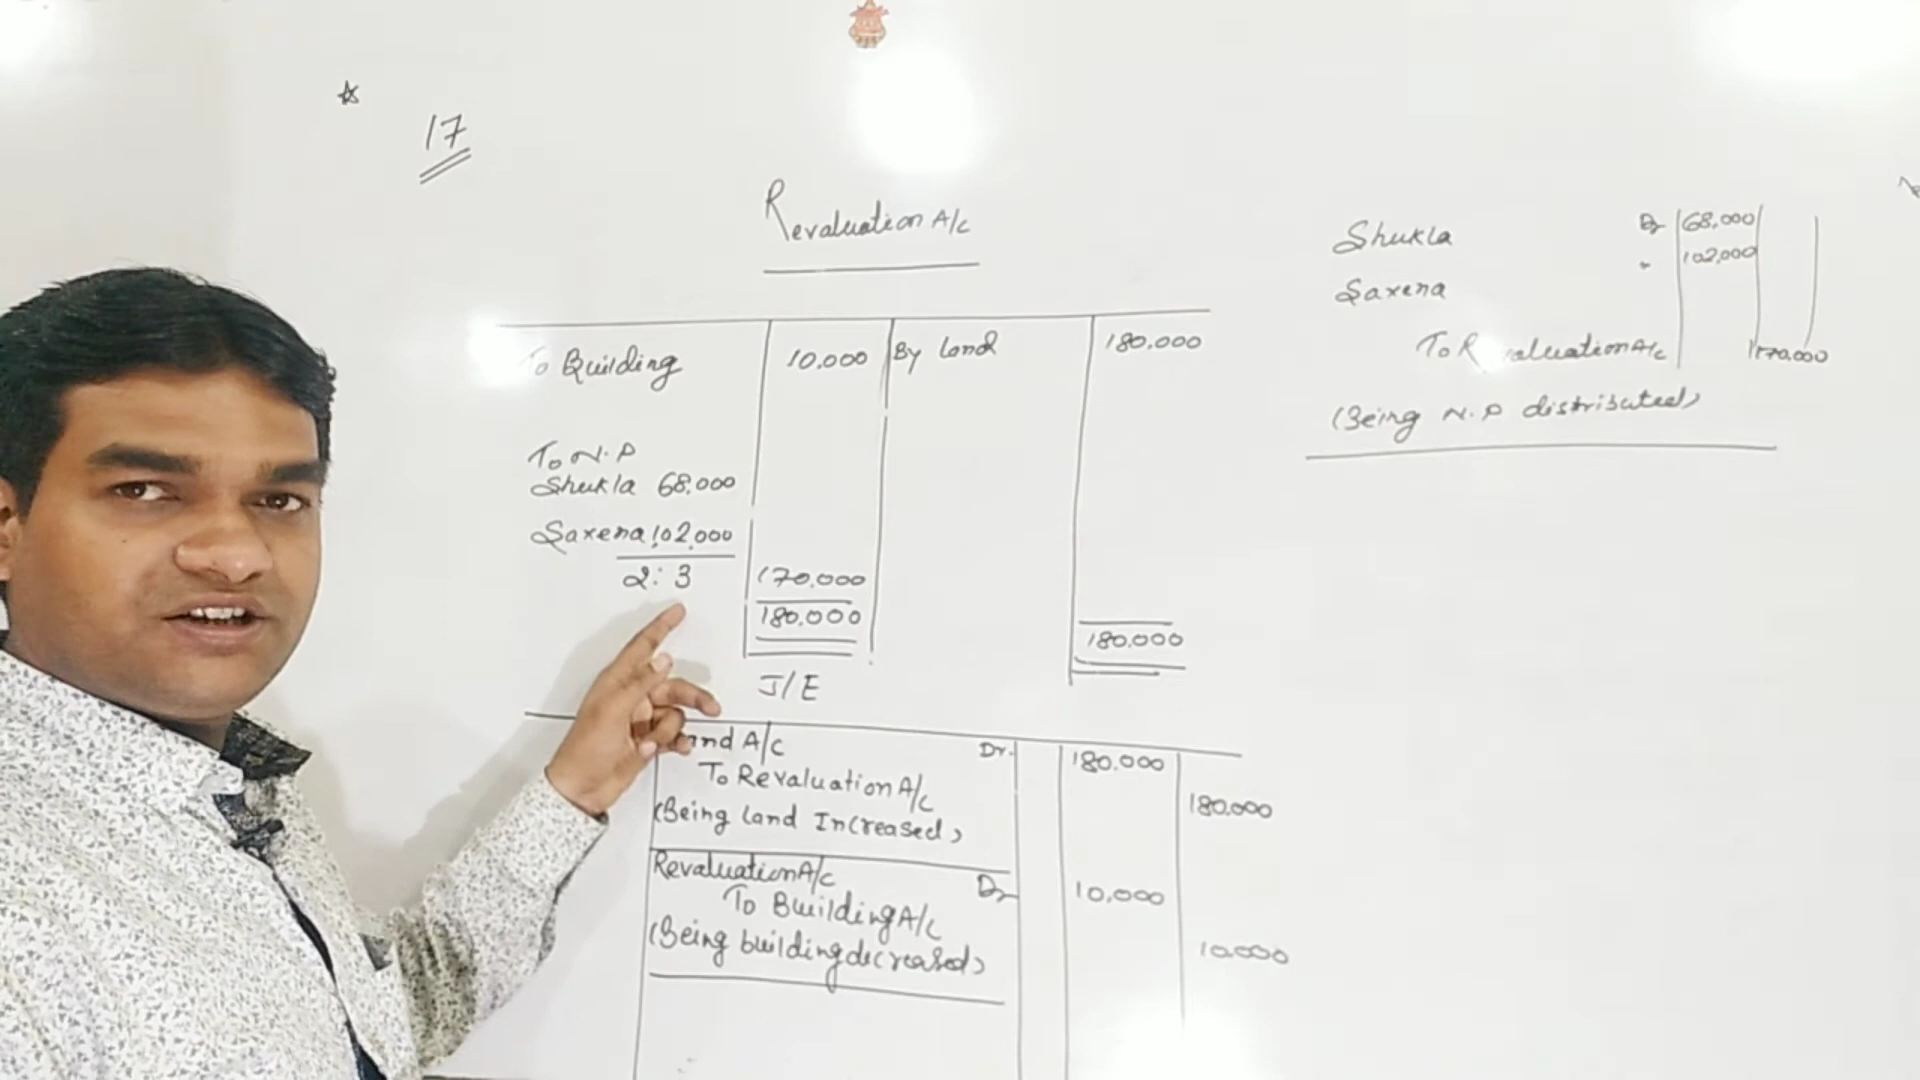 17
Revaluation A/c
To Building 10.000 By land 180.000
To N.P
Shukla 68.000
Saxena 102.000
2:3 170.000
180.000 180.000
J/E
A/c Dr. 180.000
To Revaluation A/c 180.000
(Being land Increased)
Revaluation A/c Dr 10,000
To Building A/c 10.000
(Being building decreased)
Shukla Dr 68.000
Saxena " 102,000
To R aluation A/c 170.000
(Being N.P distributed)